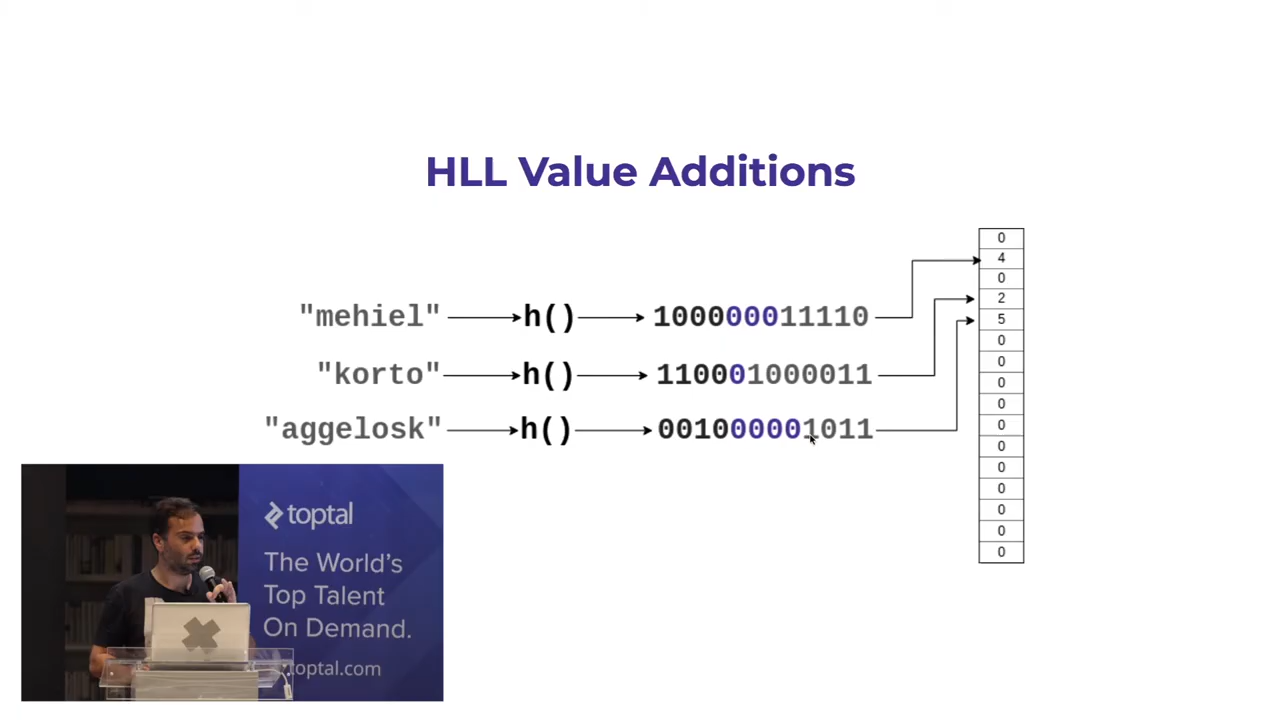 HLL Value Additions
"mehiel" h() 100000011110
"korto" h() 110001000011
"aggelosk" h() 001000001011
0
4
0
2
5
0
0
0
0
0
0
0
0
0
0
0
toptal
The World's
Top Talent
On Demand.
toptal.com